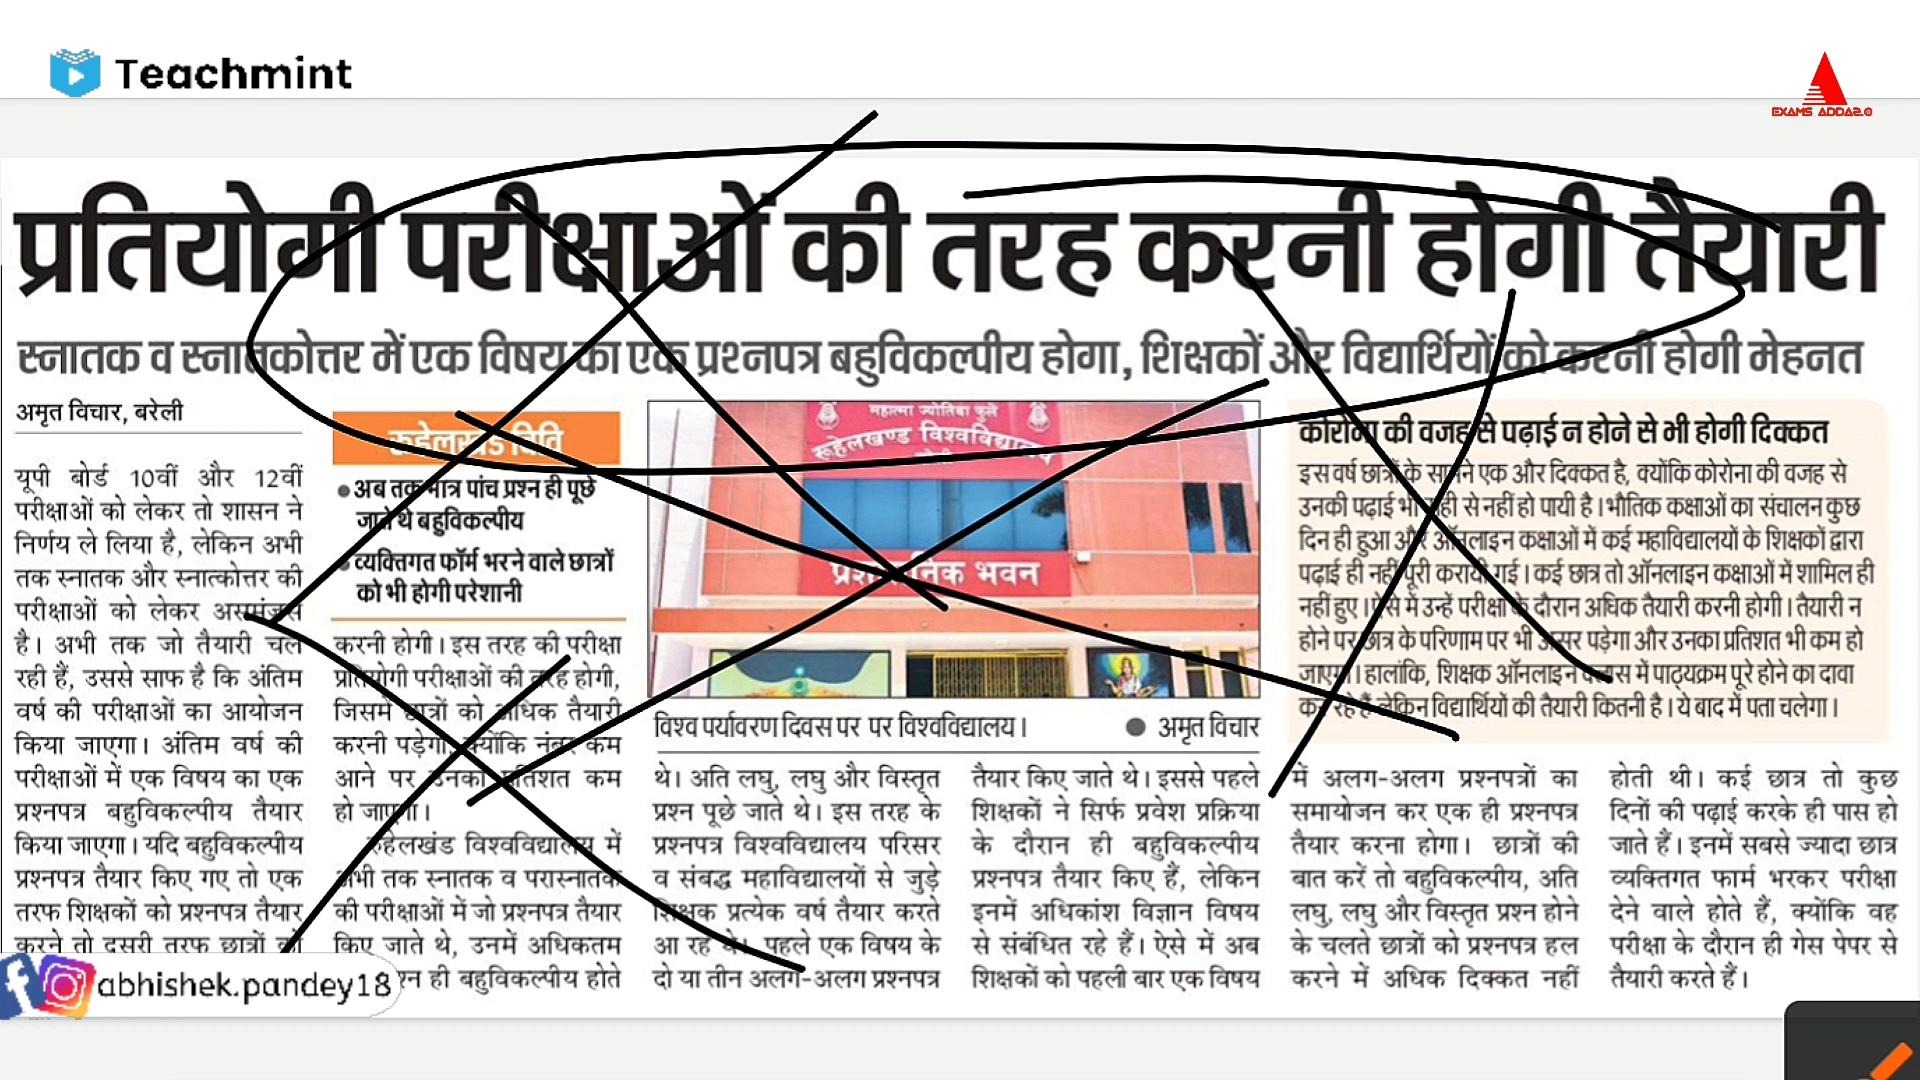 Teachmint
EXAMS ADDA2.0
प्रतियोगी परीक्षाओं की तरह करनी होगी तैयारी
स्नातक व स्नातकोत्तर में एक विषय का एक प्रश्नपत्र बहुविकल्पीय होगा, शिक्षकों और विद्यार्थियों को करनी होगी मेहनत
अमृत विचार, बरेली
यूपी बोर्ड 10वीं और 12वीं
परीक्षाओं को लेकर तो शासन ने
निर्णय ले लिया है, लेकिन अभी
तक स्नातक और स्नात्कोत्तर की
परीक्षाओं को लेकर असमंजस
है। अभी तक जो तैयारी चल
रही हैं, उससे साफ है कि अंतिम
वर्ष की परीक्षाओं का आयोजन
किया जाएगा। अंतिम वर्ष की
परीक्षाओं में एक विषय का एक
प्रश्नपत्र बहुविकल्पीय तैयार
किया जाएगा। यदि बहुविकल्पीय
प्रश्नपत्र तैयार किए गए तो एक
तरफ शिक्षकों को प्रश्नपत्र तैयार
करने तो दूसरी तरफ छात्रों को
abhishek.pandey18
रुहेलखंड विवि
●अब तक मात्र पांच प्रश्न ही पूछे
जाते थे बहुविकल्पीय
●व्यक्तिगत फॉर्म भरने वाले छात्रों
को भी होगी परेशानी
करनी होगी। इस तरह की परीक्षा
प्रतियोगी परीक्षाओं की तरह होगी,
जिसमें छात्रों को अधिक तैयारी
करनी पड़ेगी, क्योंकि नंबर कम
आने पर उनका प्रतिशत कम
हो जाएगा।
रुहेलखंड विश्वविद्यालय में
अभी तक स्नातक व परास्नातक
की परीक्षाओं में जो प्रश्नपत्र तैयार
किए जाते थे, उनमें अधिकतम
ही बहुविकल्पीय होते
महात्मा ज्योतिबा फुले
रूहेलखण्ड विश्वविद्यालय
प्रशासनिक भवन
विश्व पर्यावरण दिवस पर पर विश्वविद्यालय। ● अमृत विचार
थे। अति लघु, लघु और विस्तृत
प्रश्न पूछे जाते थे। इस तरह के
प्रश्नपत्र विश्वविद्यालय परिसर
व संबद्ध महाविद्यालयों से जुड़े
शिक्षक प्रत्येक वर्ष तैयार करते
आ रहे थे। पहले एक विषय के
दो या तीन अलग-अलग प्रश्नपत्र
तैयार किए जाते थे। इससे पहले
शिक्षकों ने सिर्फ प्रवेश प्रक्रिया
के दौरान ही बहुविकल्पीय
प्रश्नपत्र तैयार किए हैं, लेकिन
इनमें अधिकांश विज्ञान विषय
से संबंधित रहे हैं। ऐसे में अब
शिक्षकों को पहली बार एक विषय
कोरोना की वजह से पढ़ाई न होने से भी होगी दिक्कत
इस वर्ष छात्रों के सामने एक और दिक्कत है, क्योंकि कोरोना की वजह से
उनकी पढ़ाई भी सही से नहीं हो पायी है। भौतिक कक्षाओं का संचालन कुछ
दिन ही हुआ और ऑनलाइन कक्षाओं में कई महाविद्यालयों के शिक्षकों द्वारा
पढ़ाई ही नहीं पूरी करायी गई। कई छात्र तो ऑनलाइन कक्षाओं में शामिल ही
नहीं हुए। ऐसे में उन्हें परीक्षा के दौरान अधिक तैयारी करनी होगी। तैयारी न
होने पर छात्र के परिणाम पर भी असर पड़ेगा और उनका प्रतिशत भी कम हो
जाएगा। हालांकि, शिक्षक ऑनलाइन क्लास में पाठ्यक्रम पूरे होने का दावा
कर रहे हैं लेकिन विद्यार्थियों की तैयारी कितनी है। ये बाद में पता चलेगा।
में अलग-अलग प्रश्नपत्रों का
समायोजन कर एक ही प्रश्नपत्र
तैयार करना होगा। छात्रों की
बात करें तो बहुविकल्पीय, अति
लघु, लघु और विस्तृत प्रश्न होने
के चलते छात्रों को प्रश्नपत्र हल
करने में अधिक दिक्कत नहीं
होती थी। कई छात्र तो कुछ
दिनों की पढ़ाई करके ही पास हो
जाते हैं। इनमें सबसे ज्यादा छात्र
व्यक्तिगत फार्म भरकर परीक्षा
देने वाले होते हैं, क्योंकि वह
परीक्षा के दौरान ही गेस पेपर से
तैयारी करते हैं।